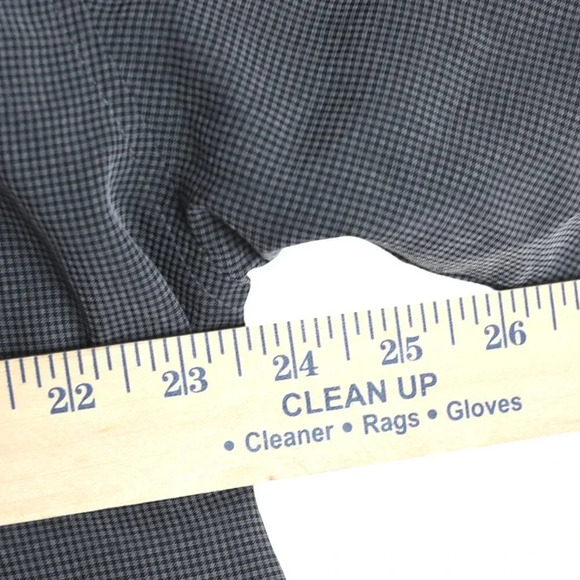 22 23 24 25 26
CLEAN UP
• Cleaner • Rags • Gloves